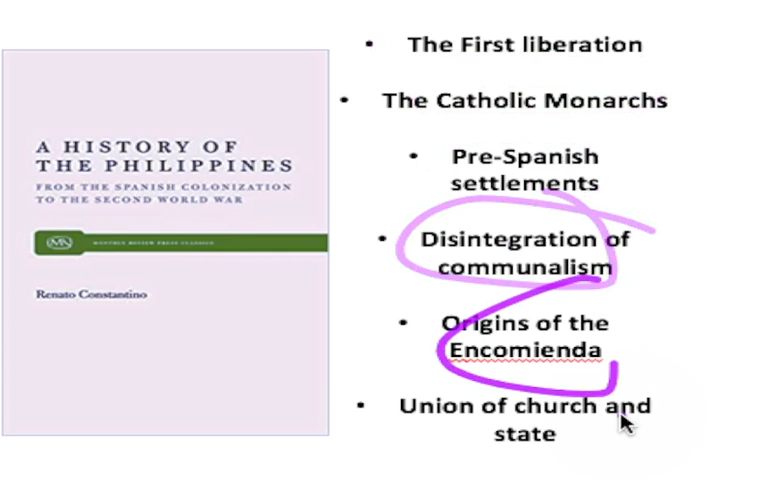 A HISTORY OF
THE PHILIPPINES
FROM THE SPANISH COLONIZATION
TO THE SECOND WORLD WAR
MONTHLY REVIEW PRESS CLASSICS
Renato Constantino
• The First liberation
• The Catholic Monarchs
• Pre-Spanish
settlements
• Disintegration of
communalism
• Origins of the
Encomienda
• Union of church and
state